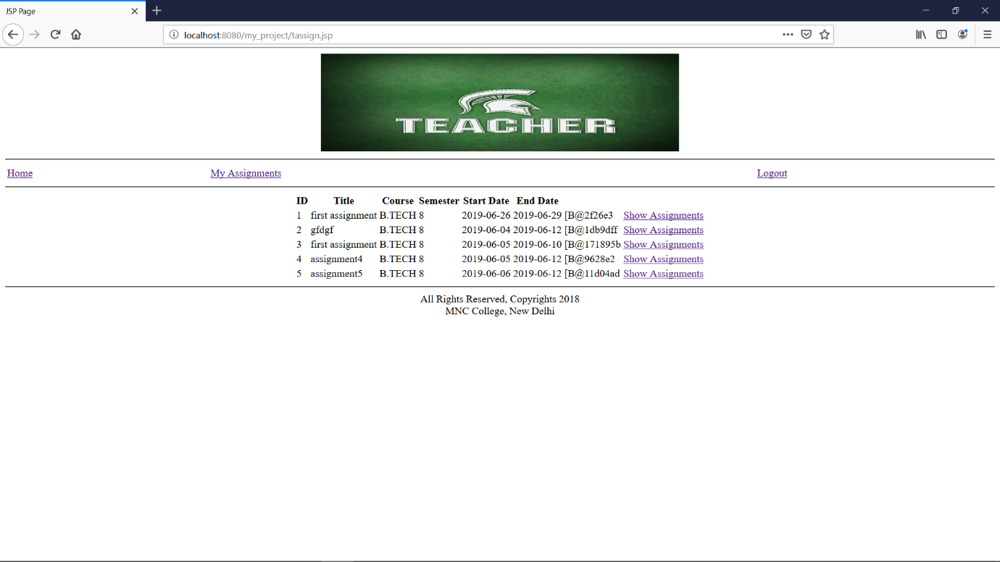 JSP Page
localhost:8080/my_project/tassign.jsp
TEACHER
Home My Assignments Logout
ID Title Course Semester Start Date End Date
1 first assignment B.TECH 8 2019-06-26 2019-06-29 [B@2f26e3 Show Assignments
2 gfdgf B.TECH 8 2019-06-04 2019-06-12 [B@1db9dff Show Assignments
3 first assignment B.TECH 8 2019-06-05 2019-06-10 [B@171895b Show Assignments
4 assignment4 B.TECH 8 2019-06-05 2019-06-12 [B@9628e2 Show Assignments
5 assignment5 B.TECH 8 2019-06-06 2019-06-12 [B@11d04ad Show Assignments
All Rights Reserved, Copyrights 2018
MNC College, New Delhi